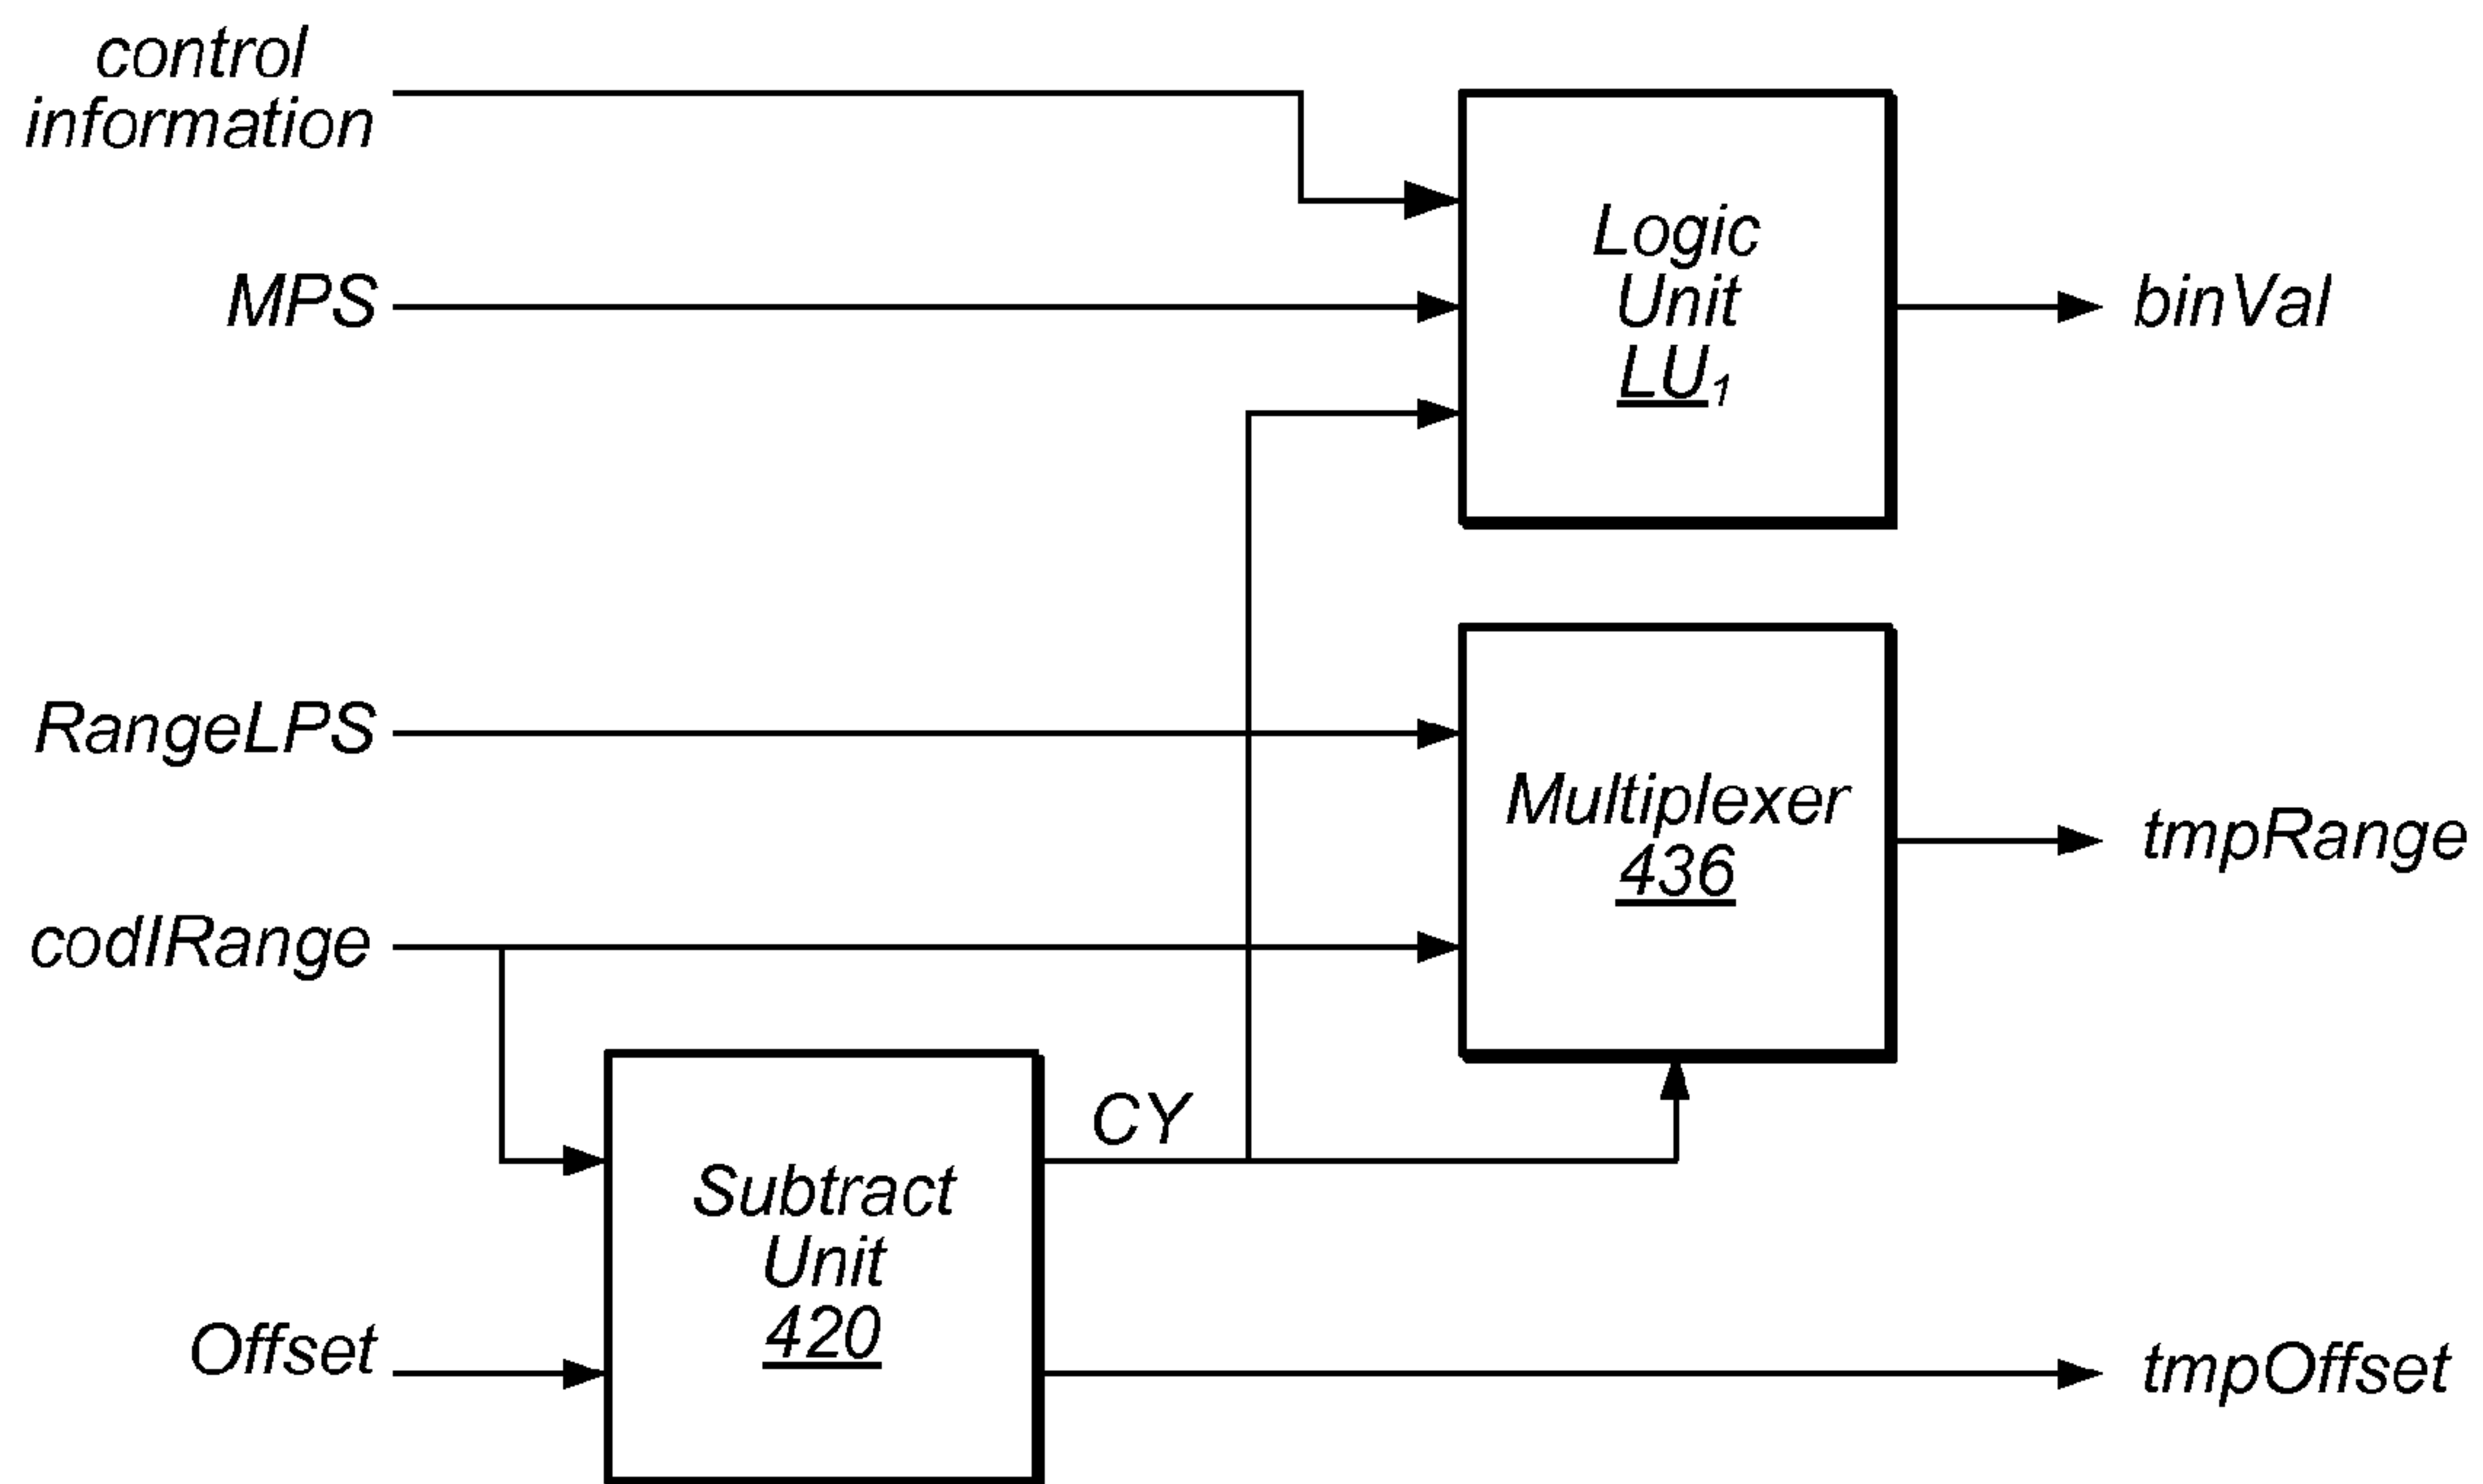 control
information
MPS
Logic
Unit
LU1
binVal
RangeLPS
codIRange
Multiplexer
436
tmpRange
CY
Subtract
Unit
420
Offset
tmpOffset